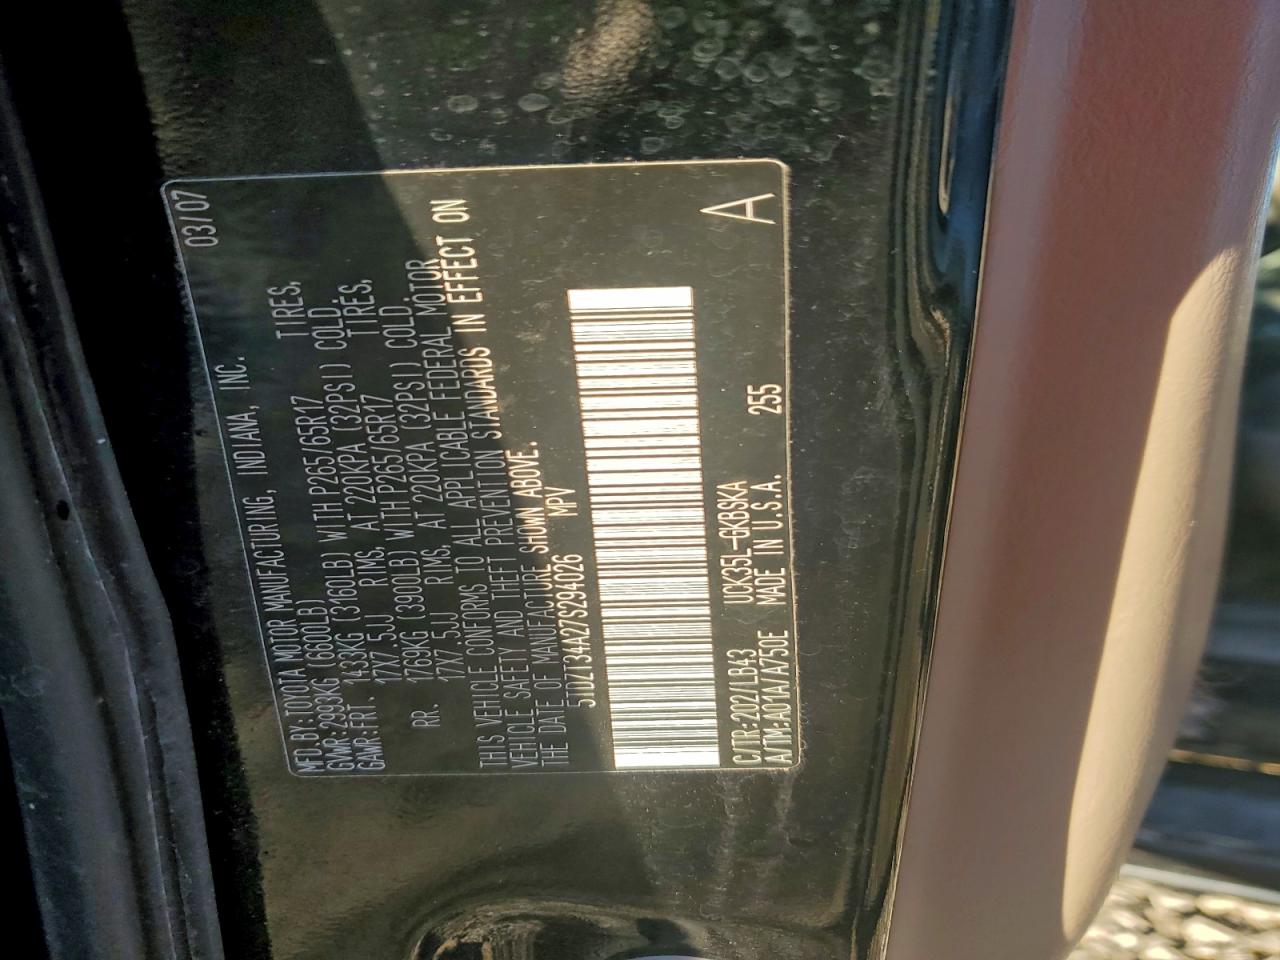 MFD.BY:TOYOTA MOTOR MANUFACTURING, INDIANA, INC. 03/07
GVWR:2993KG (6600LB)
GAWR:FRT. 1433KG (3160LB) WITH P265/65R17 TIRES,
17X7.5JJ RIMS, AT 220KPA (32PSI) COLD.
RR. 1769KG (3900LB) WITH P265/65R17 TIRES,
17X7.5JJ RIMS, AT 220KPA (32PSI) COLD.
THIS VEHICLE CONFORMS TO ALL APPLICABLE FEDERAL MOTOR
VEHICLE SAFETY AND THEFT PREVENTION STANDARDS IN EFFECT ON
THE DATE OF MANUFACTURE SHOWN ABOVE.
5TDZT34A27S294026 MPV
C/TR:202/LB43 UCK35L-GKBSKA
A/TM:A01A/A750E MADE IN U.S.A. 255 A